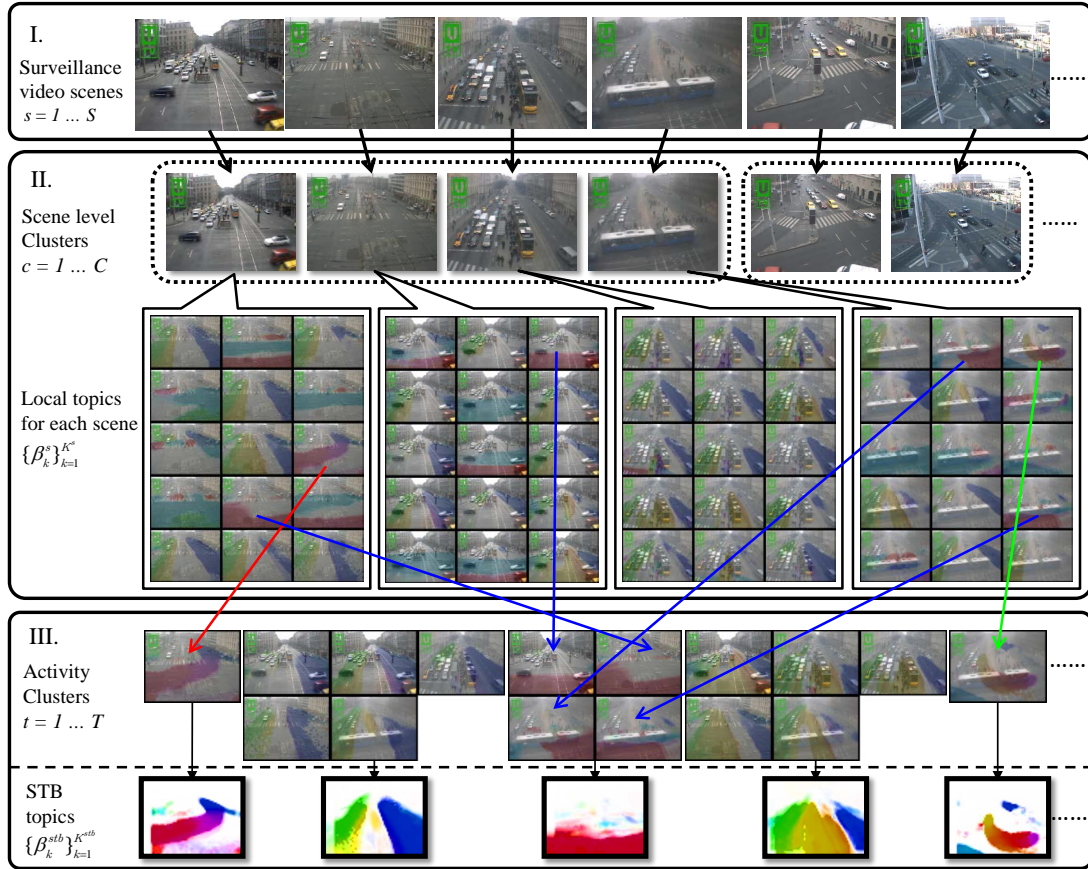 I.
Surveillance
video scenes
s = 1 ... S
......
II.
Scene level
Clusters
c = 1 ... C
......
Local topics
for each scene
{β_k^s}_{k=1}^{K^s}
III.
Activity
Clusters
t = 1 ... T
......
STB
topics
{β_k^{stb}}_{k=1}^{K^{stb}}
......